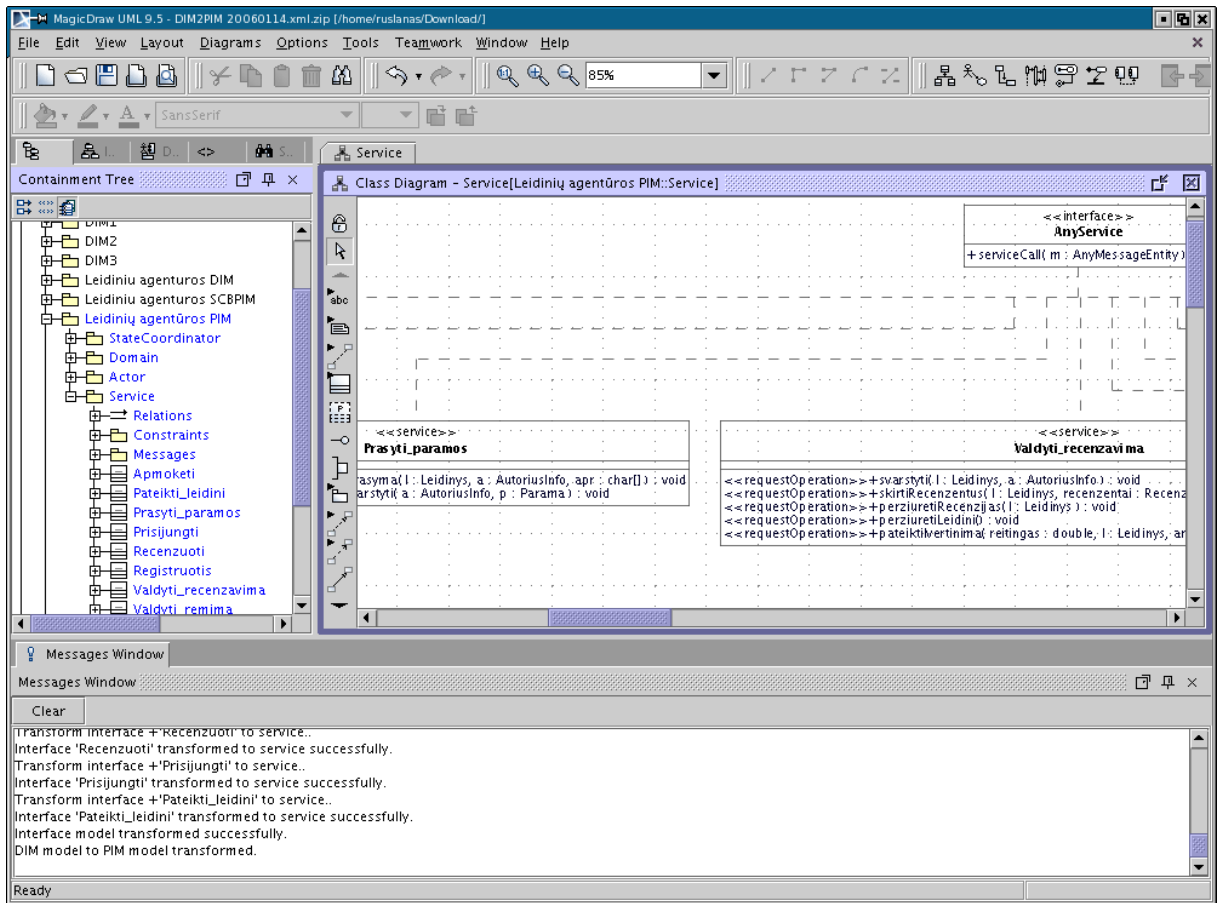 MagicDraw UML 9.5 - DIM2PIM 20060114.xml.zip [/home/ruslanas/Download/]
File Edit View Layout Diagrams Options Tools Teamwork Window Help
85%
SansSerif
I.. D.. <> S..
Service
Containment Tree
Class Diagram - Service[Leidinių agentūros PIM::Service]
DIM1
DIM2
DIM3
Leidiniu agenturos DIM
Leidiniu agenturos SCBPIM
Leidinių agentūros PIM
StateCoordinator
Domain
Actor
Service
Relations
Constraints
Messages
Apmoketi
Pateikti_leidini
Prasyti_paramos
Prisijungti
Recenzuoti
Registruotis
Valdyti_recenzavima
Valdyti_remima
abc
P
<<interface>>
AnyService
+serviceCall( m : AnyMessageEntity)
<<service>>
Prasyti_paramos
rasyma( l : Leidinys, a : AutoriusInfo, apr : char[] ) : void
arstyti( a : AutoriusInfo, p : Parama ) : void
<<service>>
Valdyti_recenzavima
<<requestOperation>>+svarstyti( l : Leidinys, a : AutoriusInfo ) : void
<<requestOperation>>+skirtiRecenzentus( l : Leidinys, recenzentai : Recenz
<<requestOperation>>+perziuretiRecenzijas( l : Leidinys ) : void
<<requestOperation>>+perziuretiLeidini() : void
<<requestOperation>>+pateiktiIvertinima( reitingas : double, l : Leidinys, ar
Messages Window
Messages Window
Clear
Transform interface +'Recenzuoti' to service..
Interface 'Recenzuoti' transformed to service successfully.
Transform interface +'Prisijungti' to service..
Interface 'Prisijungti' transformed to service successfully.
Transform interface +'Pateikti_leidini' to service..
Interface 'Pateikti_leidini' transformed to service successfully.
Interface model transformed successfully.
DIM model to PIM model transformed.
Ready